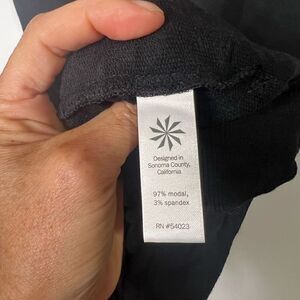 Designed in
Sonoma County,
California
97% modal,
3% spandex
RN #54023